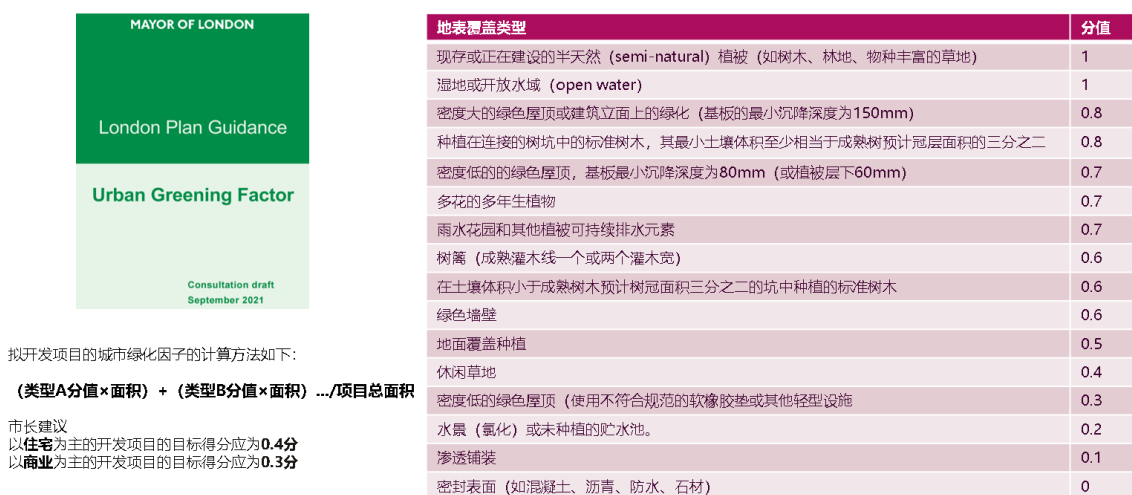 MAYOR OF LONDON
London Plan Guidance
Urban Greening Factor
Consultation draft
September 2021
拟开发项目的城市绿化因子的计算方法如下：
（类型A分值×面积）+（类型B分值×面积）.../项目总面积
市长建议
以住宅为主的开发项目的目标得分应为0.4分
以商业为主的开发项目的目标得分应为0.3分
地表覆盖类型 分值
现存或正在建设的半天然（semi-natural）植被（如树木、林地、物种丰富的草地） 1
湿地或开放水域（open water） 1
密度大的绿色屋顶或建筑立面上的绿化（基板的最小沉降深度为150mm） 0.8
种植在连接的树坑中的标准树木，其最小土壤体积至少相当于成熟树预计冠层面积的三分之二 0.8
密度低的的绿色屋顶，基板最小沉降深度为80mm（或植被层下60mm） 0.7
多花的多年生植物 0.7
雨水花园和其他植被可持续排水元素 0.7
树篱（成熟灌木线一个或两个灌木宽） 0.6
在土壤体积小于成熟树木预计树冠面积三分之二的坑中种植的标准树木 0.6
绿色墙壁 0.6
地面覆盖种植 0.5
休闲草地 0.4
密度低的绿色屋顶（使用不符合规范的软橡胶垫或其他轻型设施 0.3
水景（氯化）或未种植的贮水池。 0.2
渗透铺装 0.1
密封表面（如混凝土、沥青、防水、石材） 0